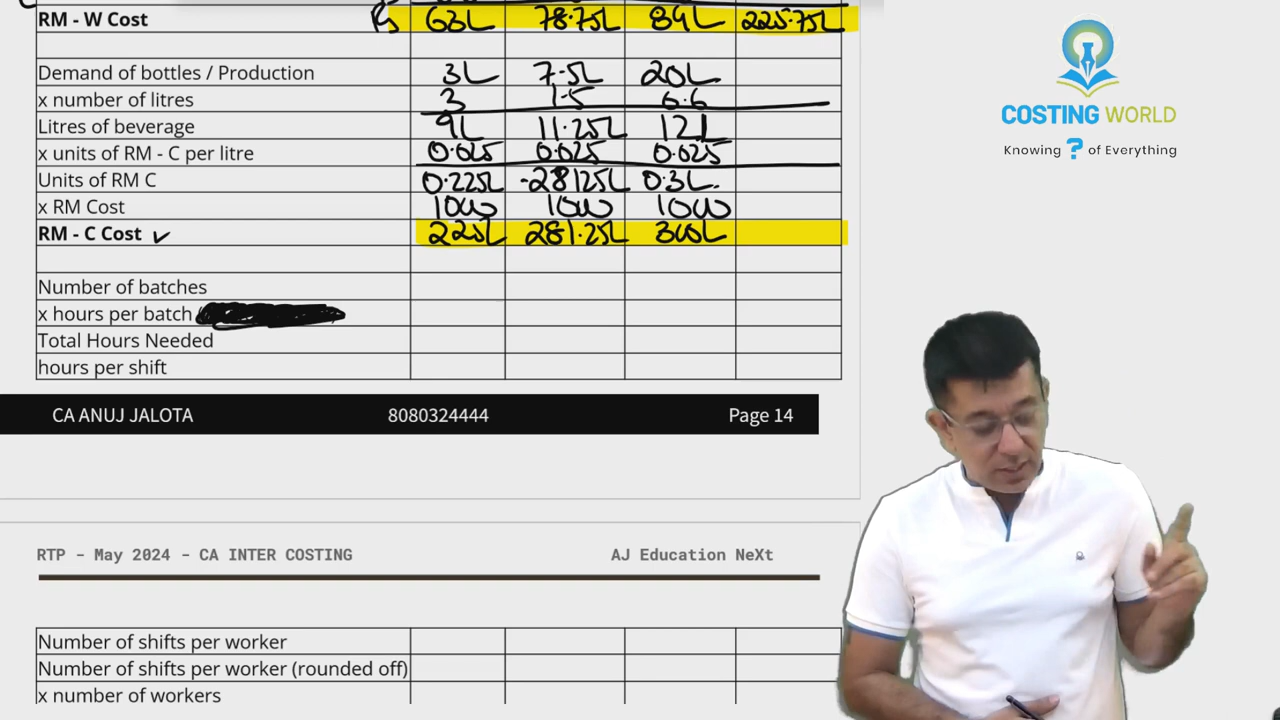 RM - W Cost Rs 63L 78.75L 84L 225.75L
Demand of bottles / Production 3L 7.5L 20L
x number of litres 3 1.5 0.6
Litres of beverage 9L 11.25L 12L
x units of RM - C per litre 0.025 0.025 0.025
Units of RM C 0.225L .28125L 0.3L
x RM Cost 1000 1000 1000
RM - C Cost ✓ 225L 281.25L 300L
Number of batches
x hours per batch
Total Hours Needed
hours per shift
CA ANUJ JALOTA 8080324444 Page 14
RTP - May 2024 - CA INTER COSTING AJ Education NeXt
Number of shifts per worker
Number of shifts per worker (rounded off)
x number of workers
COSTING WORLD
Knowing ? of Everything